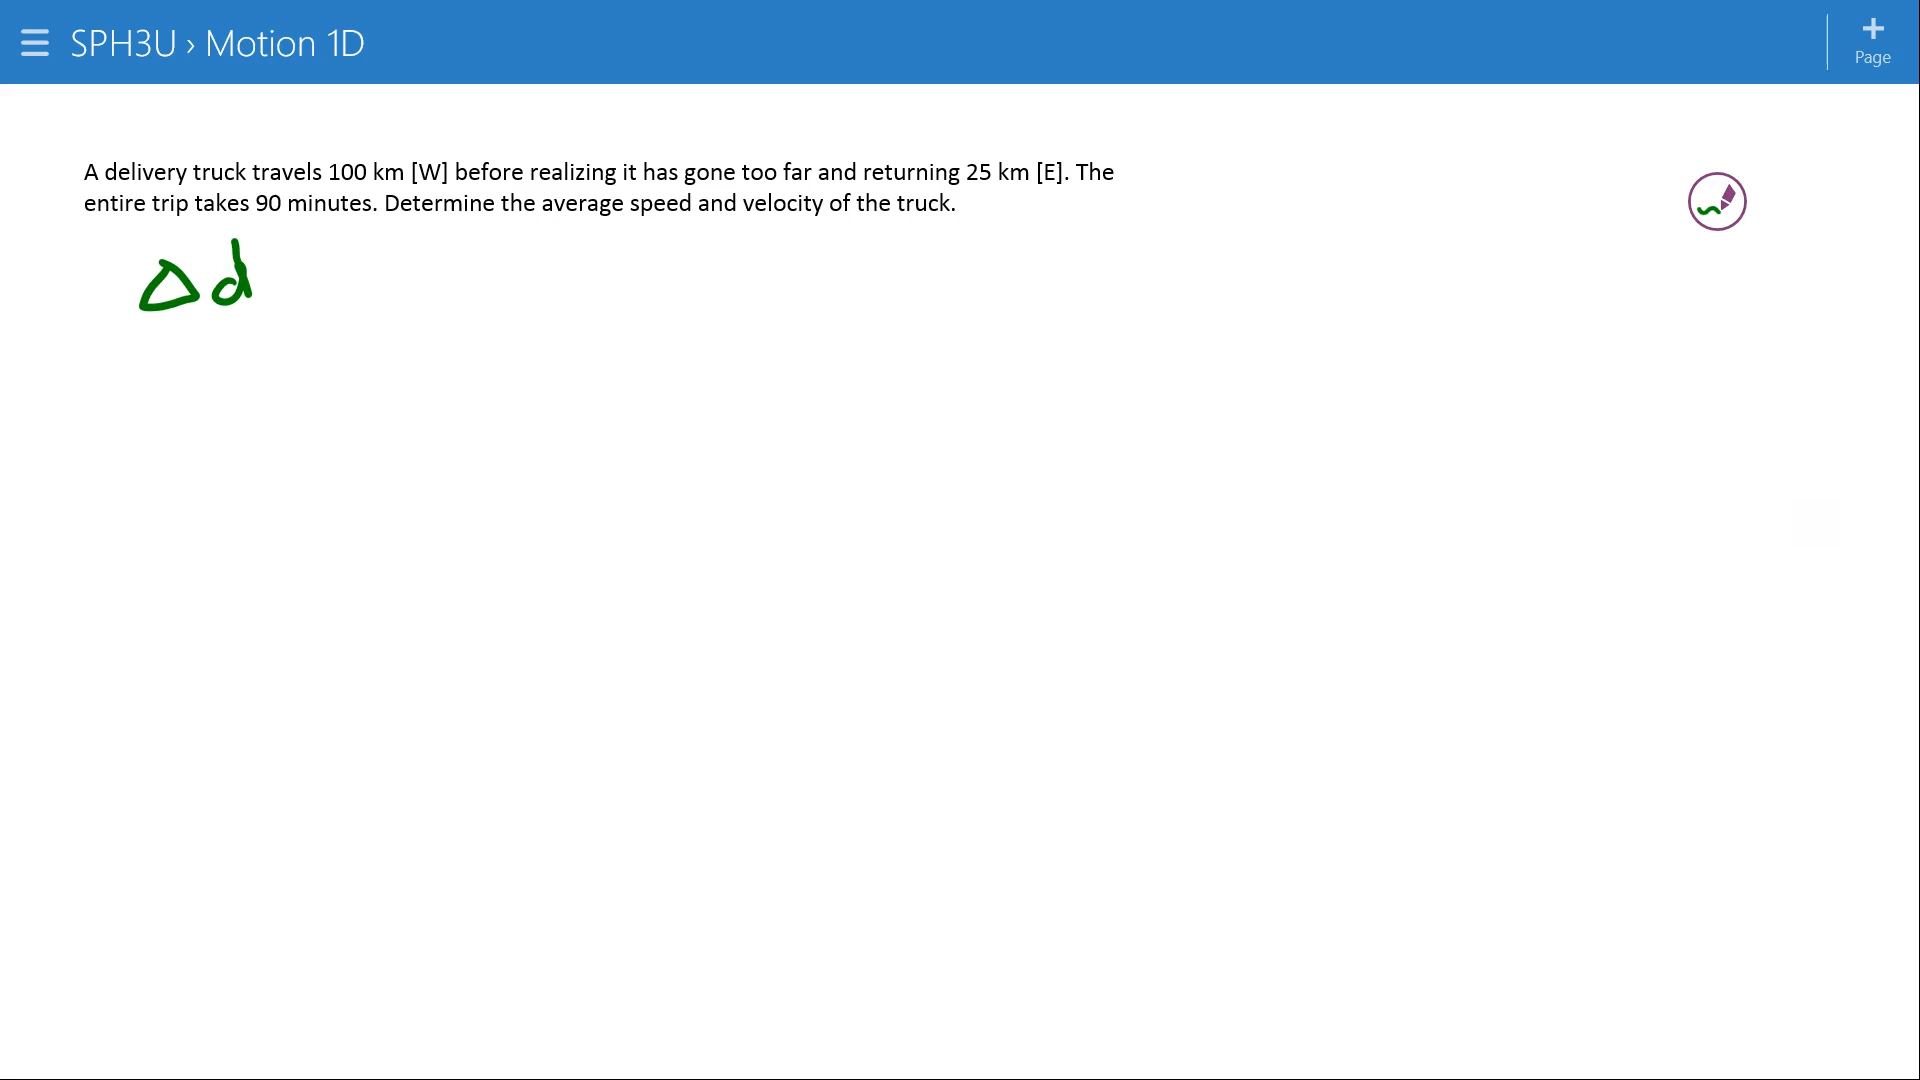 SPH3U › Motion 1D
Page
A delivery truck travels 100 km [W] before realizing it has gone too far and returning 25 km [E]. The
entire trip takes 90 minutes. Determine the average speed and velocity of the truck.
Δd